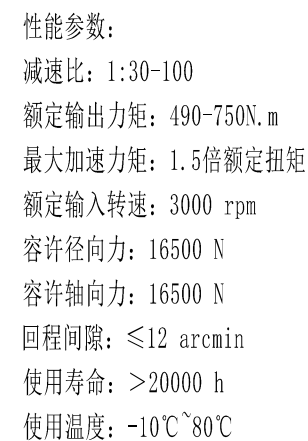 性能参数：
减速比：1:30-100
额定输出力矩：490-750N.m
最大加速力矩：1.5倍额定扭矩
额定输入转速：3000 rpm
容许径向力：16500 N
容许轴向力：16500 N
回程间隙：≤12 arcmin
使用寿命：>20000 h
使用温度：-10℃~80℃